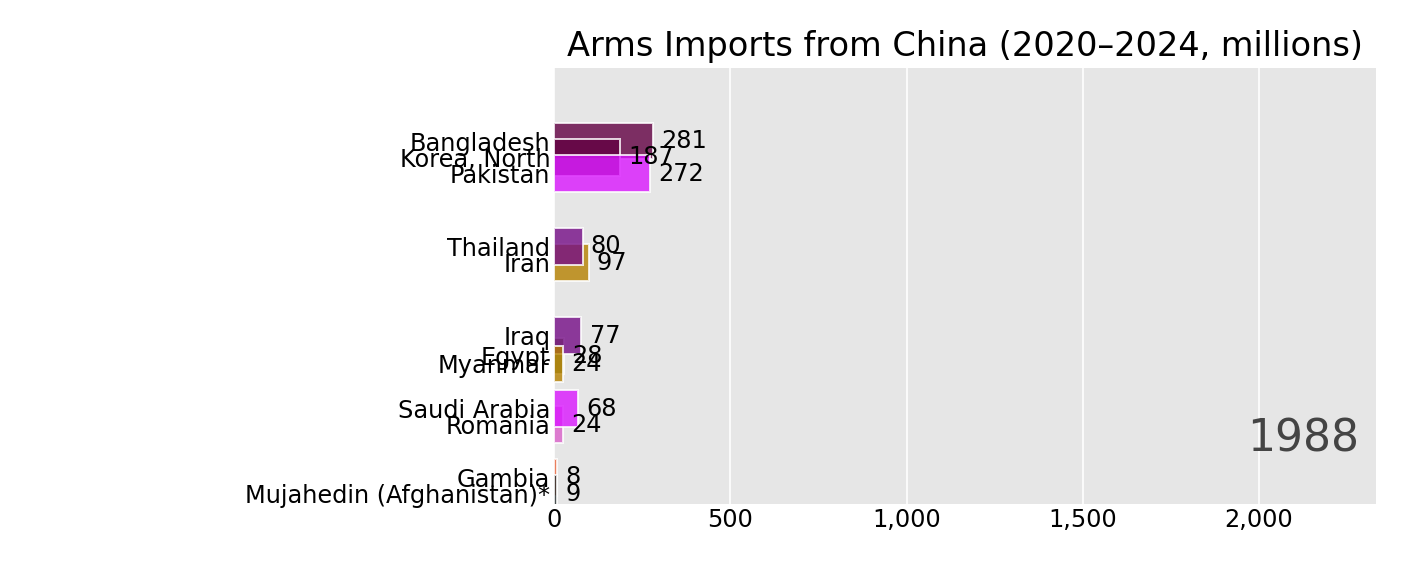 Arms Imports from China (2020–2024, millions)
Bangladesh 281
Korea, North 187
Pakistan 272
Thailand 80
Iran 97
Iraq 77
Egypt 28
Myanmar 24
Saudi Arabia 68
Romania 24
Gambia 8
Mujahedin (Afghanistan)* 9
1988
0 500 1,000 1,500 2,000